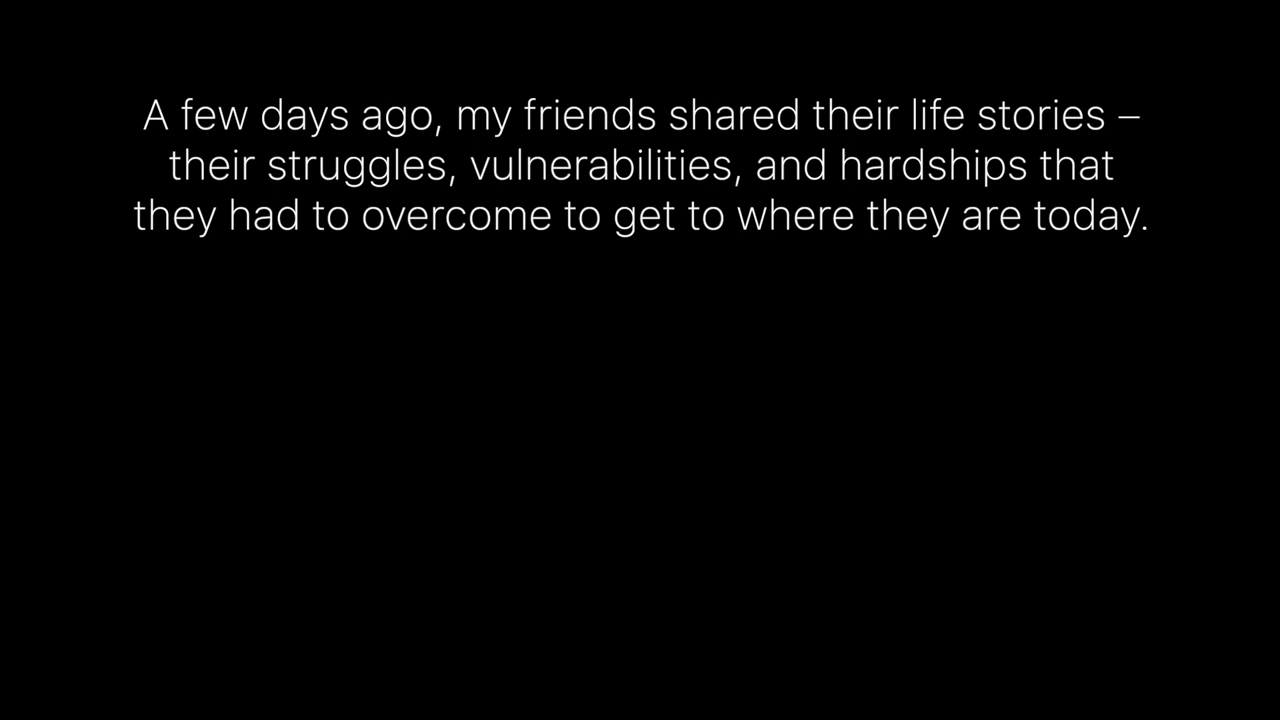 A few days ago, my friends shared their life stories –
their struggles, vulnerabilities, and hardships that
they had to overcome to get to where they are today.